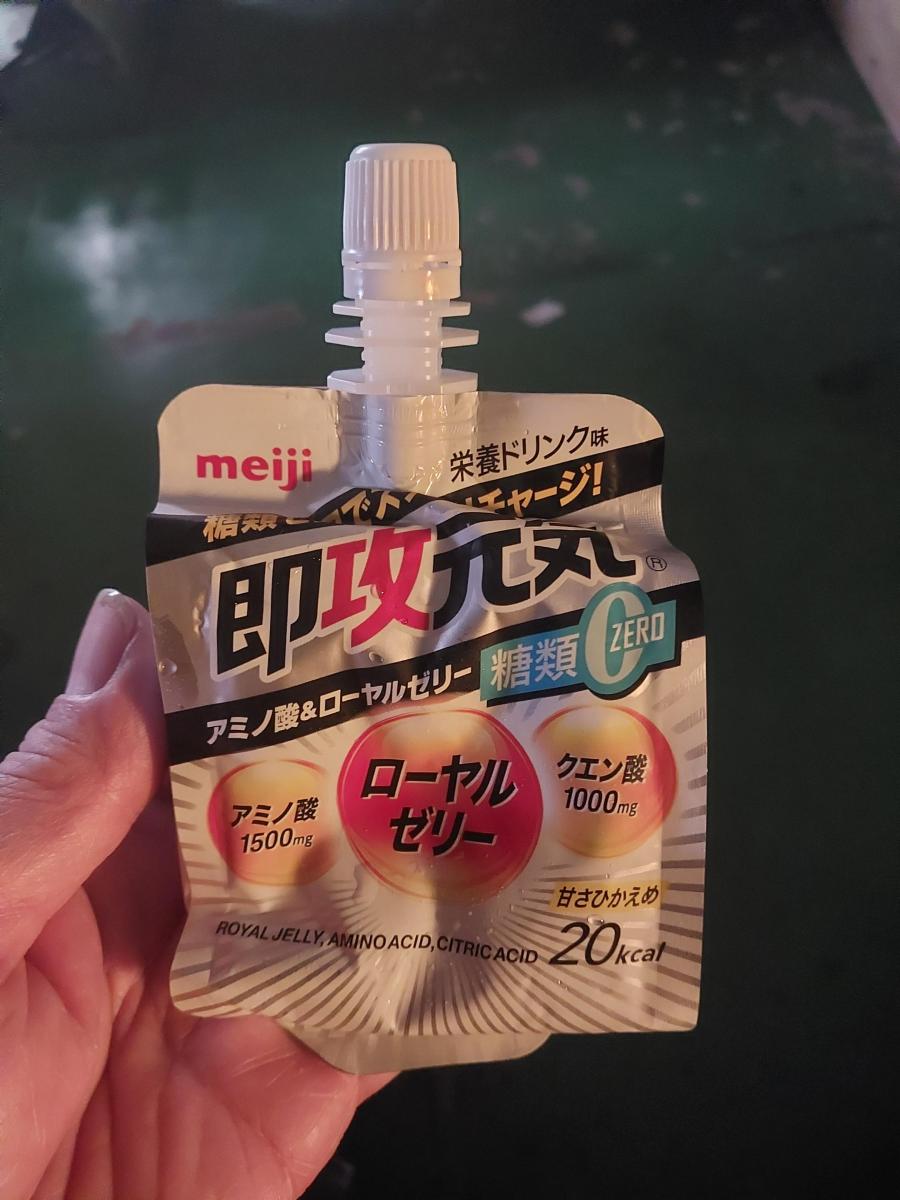 meiji
栄養ドリンク味
糖類 チャージ!
即攻元気®
糖類0ZERO
アミノ酸&ローヤルゼリー
アミノ酸
1500mg
ローヤル
ゼリー
クエン酸
1000mg
甘さひかえめ
ROYAL JELLY, AMINO ACID, CITRIC ACID
20kcal